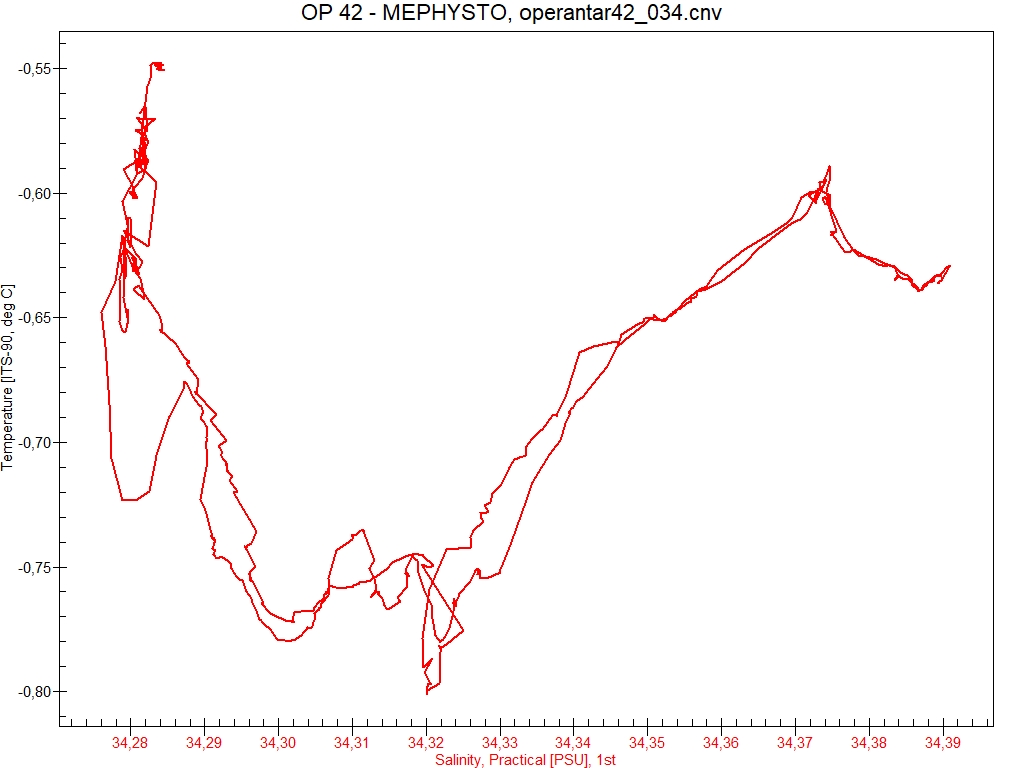 OP 42 - MEPHYSTO, operantar42_034.cnv
-0,55
-0,60
-0,65
-0,70
-0,75
-0,80
Temperature [ITS-90, deg C]
34,28 34,29 34,30 34,31 34,32 34,33 34,34 34,35 34,36 34,37 34,38 34,39
Salinity, Practical [PSU], 1st